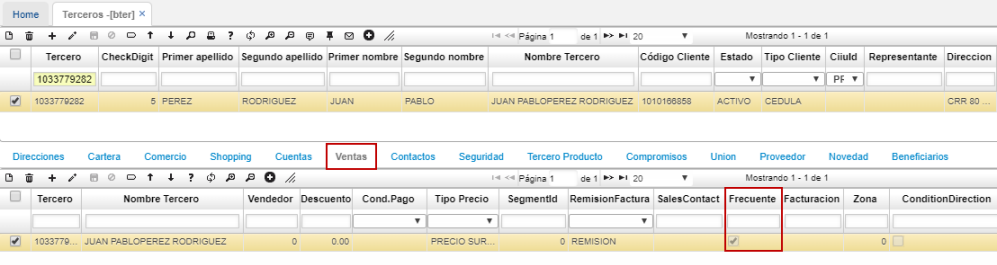 Home Terceros -[bter] ×
Página 1 de 1 20 Mostrando 1 - 1 de 1
Tercero CheckDigit Primer apellido Segundo apellido Primer nombre Segundo nombre Nombre Tercero Código Cliente Estado Tipo Cliente CiiuId Representante Direccion
1033779282 PF
1033779282 5 PEREZ RODRIGUEZ JUAN PABLO JUAN PABLOPEREZ RODRIGUEZ 1010166858 ACTIVO CEDULA CRR 80 ...
Direcciones Cartera Comercio Shopping Cuentas Ventas Contactos Seguridad Tercero Producto Compromisos Union Proveedor Novedad Beneficiarios
Página 1 de 1 20 Mostrando 1 - 1 de 1
Tercero Nombre Tercero Vendedor Descuento Cond.Pago Tipo Precio SegmentId RemisionFactura SalesContact Frecuente Facturacion Zona ConditionDirection
1033779... JUAN PABLOPEREZ RODRIGUEZ 0 0.00 PRECIO SUR... 0 REMISION 0